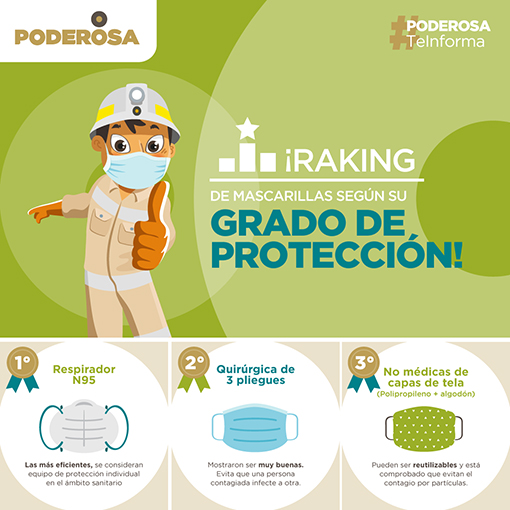 PODEROSA
#PODEROSA
TeInforma
¡RAKING
DE MASCARILLAS SEGÚN SU
GRADO DE
PROTECCIÓN!
1°
Respirador
N95
Las más eficientes, se consideran
equipo de protección individual
en el ámbito sanitario
2°
Quirúrgica de
3 pliegues
Mostraron ser muy buenas.
Evita que una persona
contagiada infecte a otra.
3°
No médicas de
capas de tela
(Polipropileno + algodón)
Pueden ser reutilizables y está
comprobado que evitan el
contagio por partículas.